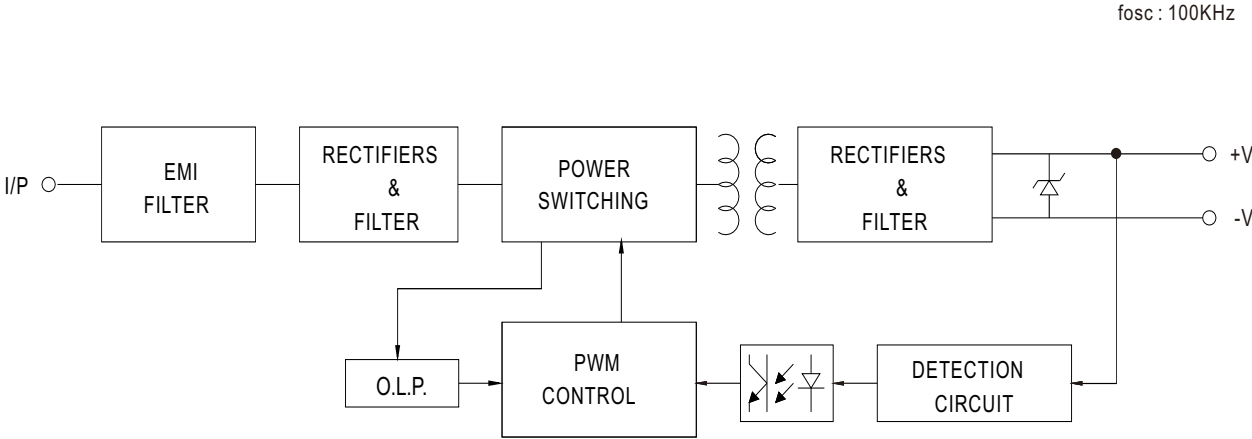 fosc : 100KHz
I/P
EMI
FILTER
RECTIFIERS
&
FILTER
POWER
SWITCHING
RECTIFIERS
&
FILTER
+V
-V
O.L.P.
PWM
CONTROL
DETECTION
CIRCUIT